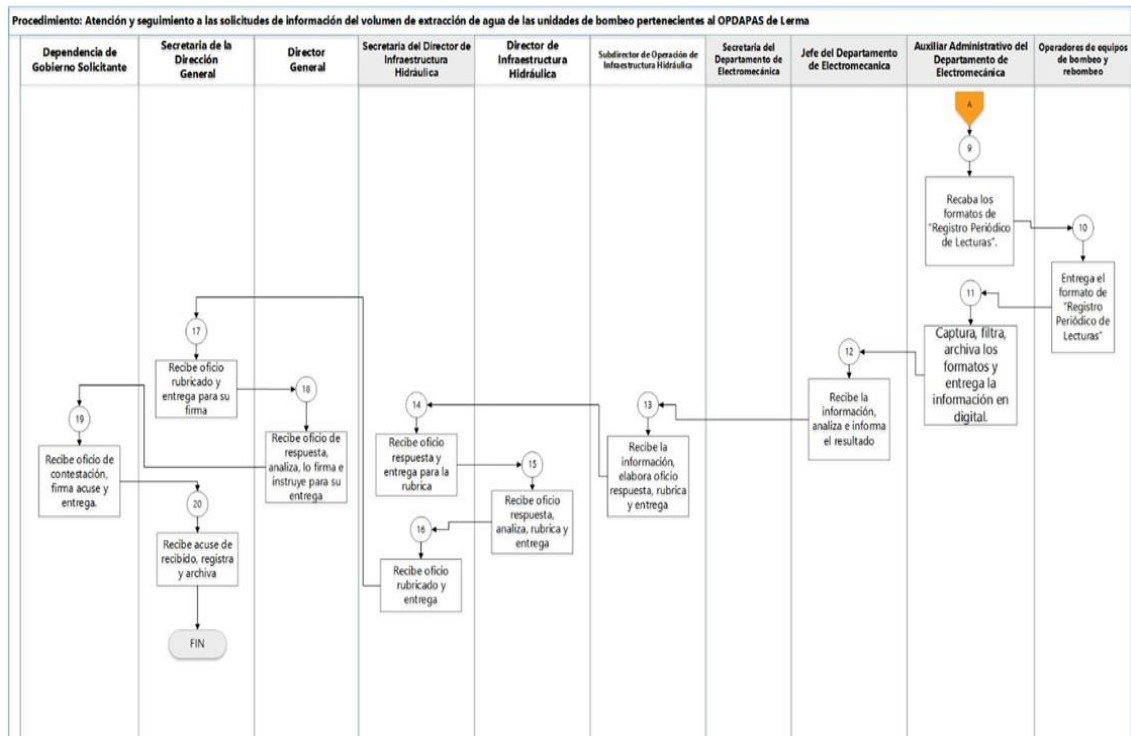 Procedimiento: Atención y seguimiento a las solicitudes de información del volumen de extracción de agua de las unidades de bombeo pertenecientes al OPDAPAS de Lerma
Dependencia de
Gobierno Solicitante
Secretaria de la
Dirección
General
Director
General
Secretaria del Director de
Infraestructura
Hidráulica
Director de
Infraestructura
Hidráulica
Subdirector de Operación de
Infraestructura Hidráulica
Secretaria del
Departamento de
Electromecánica
Jefe del Departamento
de Electromecanica
Auxiliar Administrativo del
Departamento de
Electromecánica
Operadores de equipos
de bombeo y
rebombeo
A
9
Recaba los
formatos de
"Registro Periódico
de Lecturas".
10
Entrega el
formato de
"Registro
Periódico de
Lecturas"
11
Captura, filtra,
archiva los
formatos y
entrega la
información en
digital.
12
Recibe la
información,
analiza e informa
el resultado
13
Recibe la
información,
elabora oficio
respuesta, rubrica
y entrega
14
Recibe oficio
respuesta y
entrega para la
rubrica
15
Recibe oficio
respuesta,
analiza, rubrica y
entrega
16
Recibe oficio
rubricado y
entrega
17
Recibe oficio
rubricado y
entrega para su
firma
18
Recibe oficio de
respuesta,
analiza, lo firma e
instruye para su
entrega
19
Recibe oficio de
contestación,
firma acuse y
entrega.
20
Recibe acuse de
recibido, registra
y archiva
FIN